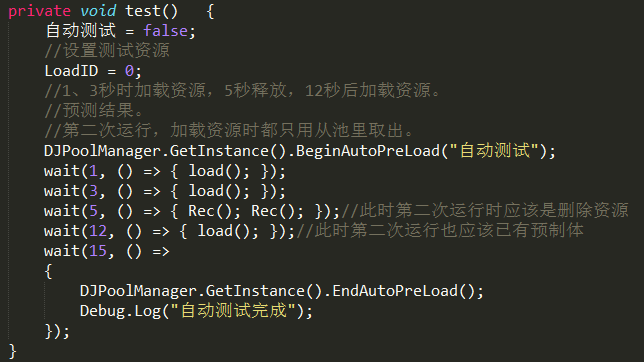 private void test()   {
    自动测试 = false;
    //设置测试资源
    LoadID = 0;
    //1、3秒时加载资源，5秒释放，12秒后加载资源。
    //预测结果。
    //第二次运行，加载资源时都只用从池里取出。
    DJPoolManager.GetInstance().BeginAutoPreLoad("自动测试");
    wait(1, () => { load(); });
    wait(3, () => { load(); });
    wait(5, () => { Rec(); Rec(); });//此时第二次运行时应该是删除资源
    wait(12, () => { load(); });//此时第二次运行也应该已有预制体
    wait(15, () =>
    {
        DJPoolManager.GetInstance().EndAutoPreLoad();
        Debug.Log("自动测试完成");
    });
}